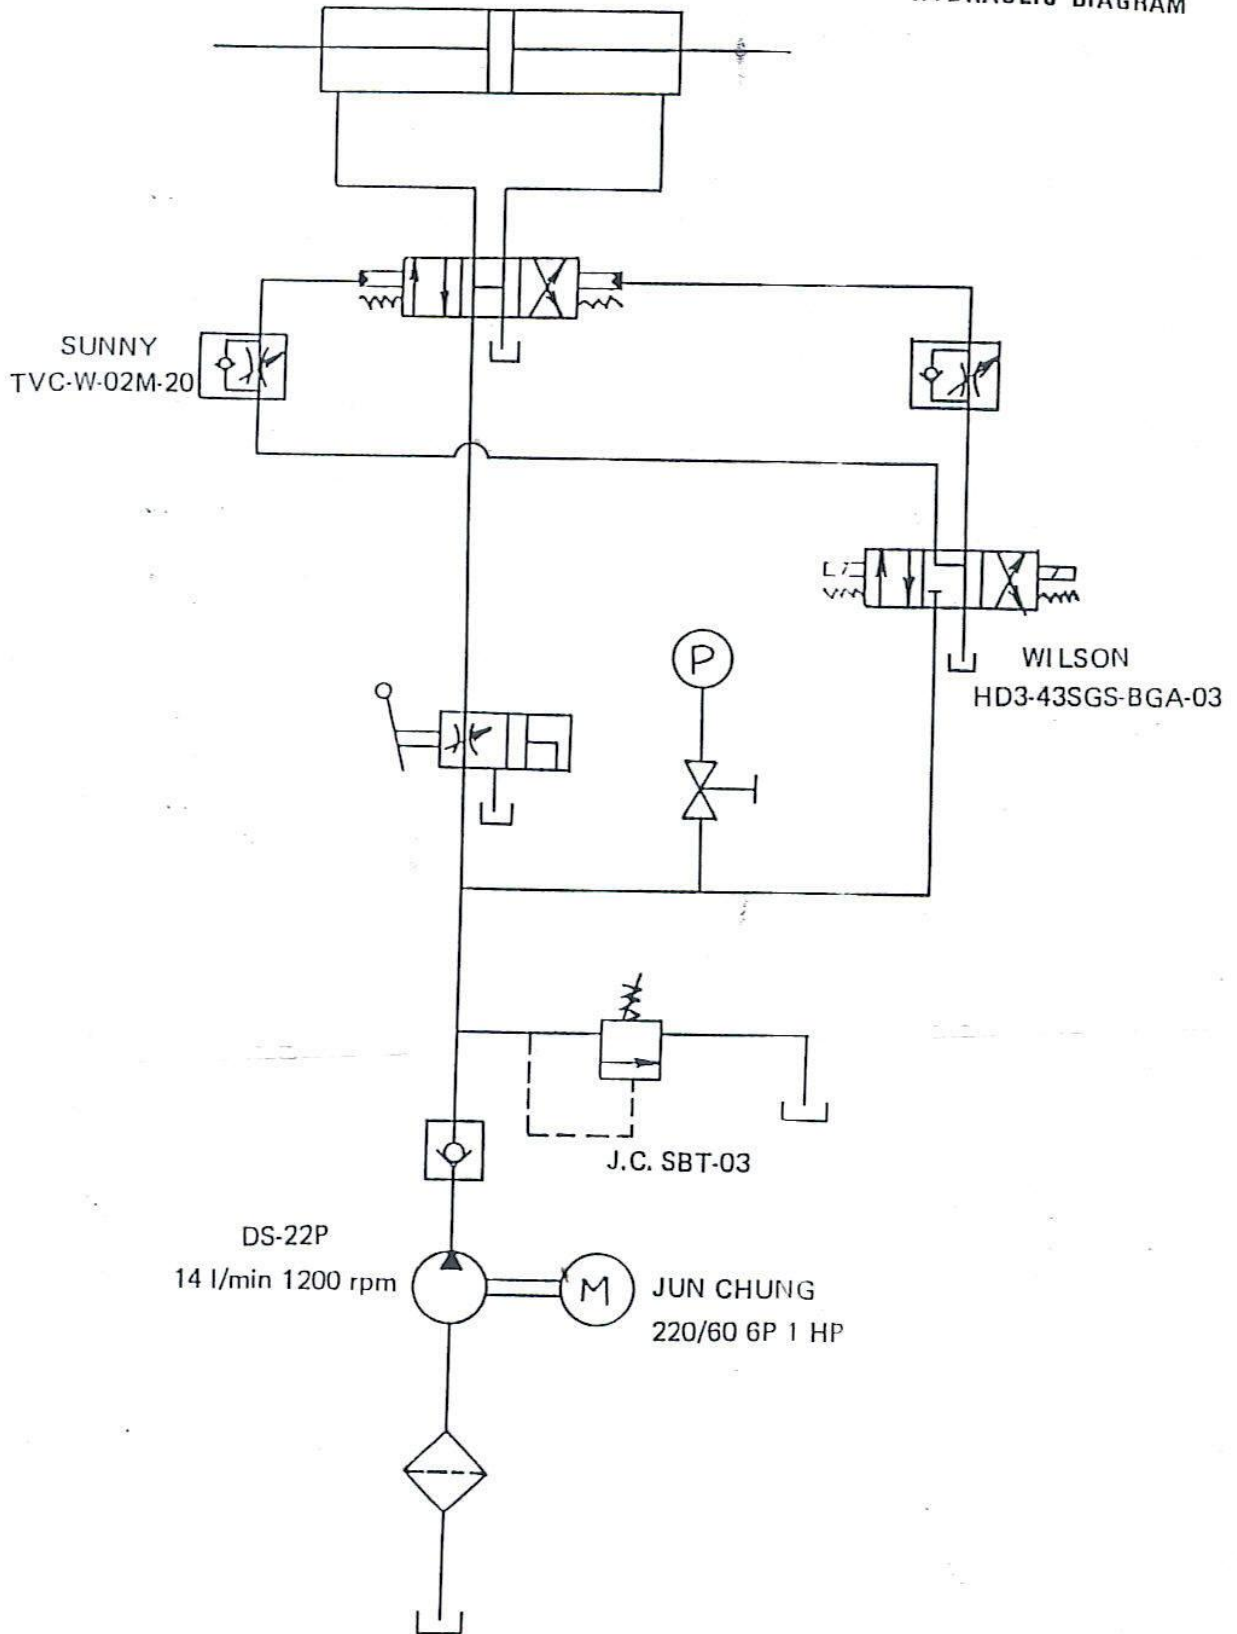 DIAGRAM
SUNNY
TVC-W-02M-20
P
WILSON
HD3-43SGS-BGA-03
J.C. SBT-03
DS-22P
14 l/min 1200 rpm
M
JUN CHUNG
220/60 6P 1 HP